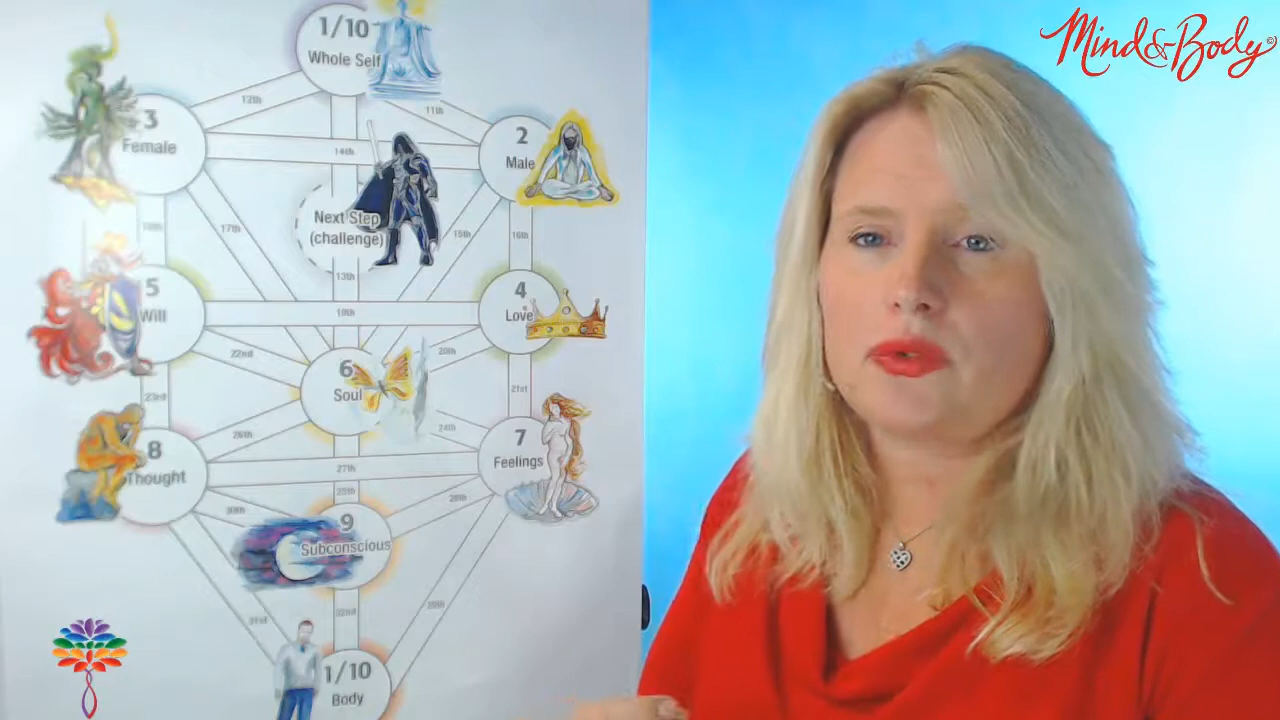 Mind&Body©
1/10
Whole Self
12th
11th
3
Female
2
Male
14th
Next Step
(challenge)
17th
15th
16th
13th
5
Will
4
Love
19th
22nd
20th
6
Soul
23rd
21st
26th
24th
8
Thought
7
Feelings
27th
25th
30th
28th
9
Subconscious
31st
32nd
29th
1/10
Body